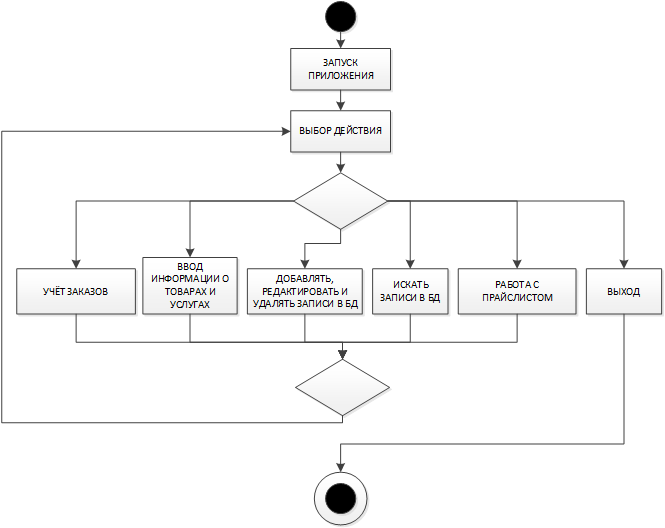 ЗАПУСК
ПРИЛОЖЕНИЯ
ВЫБОР ДЕЙСТВИЯ
УЧЁТ ЗАКАЗОВ
ВВОД
ИНФОРМАЦИИ О
ТОВАРАХ И
УСЛУГАХ
ДОБАВЛЯТЬ,
РЕДАКТИРОВАТЬ И
УДАЛЯТЬ ЗАПИСИ В БД
ИСКАТЬ
ЗАПИСИ В БД
РАБОТА С
ПРАЙСЛИСТОМ
ВЫХОД